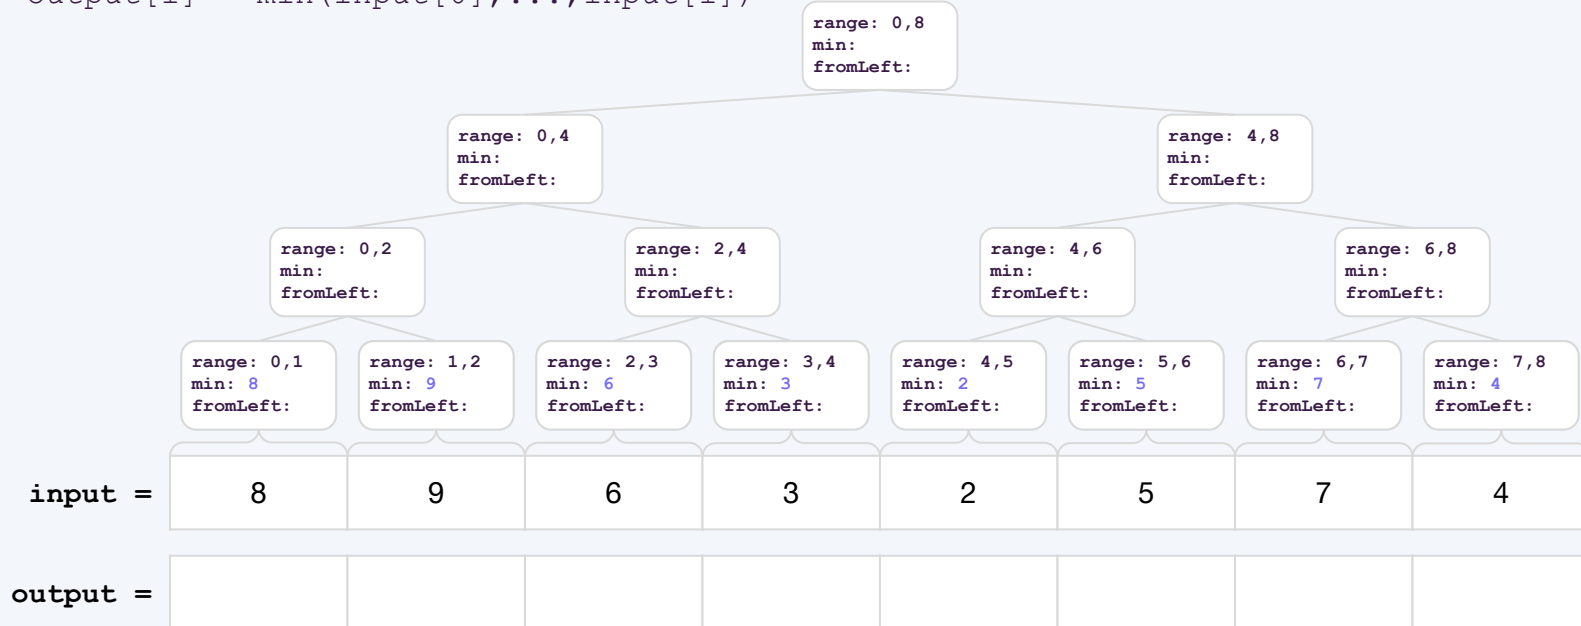 output[i] = min(input[0],...,input[i])
range: 0,8
min:
fromLeft:
range: 0,4
min:
fromLeft:
range: 4,8
min:
fromLeft:
range: 0,2
min:
fromLeft:
range: 2,4
min:
fromLeft:
range: 4,6
min:
fromLeft:
range: 6,8
min:
fromLeft:
range: 0,1
min: 8
fromLeft:
range: 1,2
min: 9
fromLeft:
range: 2,3
min: 6
fromLeft:
range: 3,4
min: 3
fromLeft:
range: 4,5
min: 2
fromLeft:
range: 5,6
min: 5
fromLeft:
range: 6,7
min: 7
fromLeft:
range: 7,8
min: 4
fromLeft:
input = 8 9 6 3 2 5 7 4
output =